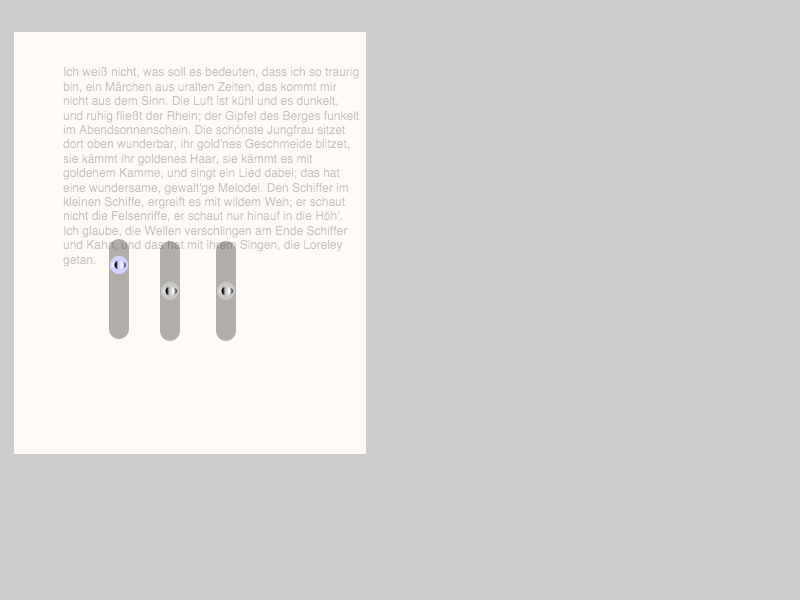 Ich weiß nicht, was soll es bedeuten, dass ich so traurig
bin, ein Märchen aus uralten Zeiten, das kommt mir
nicht aus dem Sinn. Die Luft ist kühl und es dunkelt,
und ruhig fließt der Rhein; der Gipfel des Berges funkelt
im Abendsonnenschein. Die schönste Jungfrau sitzet
dort oben wunderbar, ihr gold'nes Geschmeide blitzet,
sie kämmt ihr goldenes Haar, sie kämmt es mit
goldenem Kamme, und singt ein Lied dabei; das hat
eine wundersame, gewalt'ge Melodei. Den Schiffer im
kleinen Schiffe, ergreift es mit wildem Weh; er schaut
nicht die Felsenriffe, er schaut nur hinauf in die Höh'.
Ich glaube, die Wellen verschlingen am Ende Schiffer
und Kahn, und das hat mit ihrem Singen, die Loreley
getan.